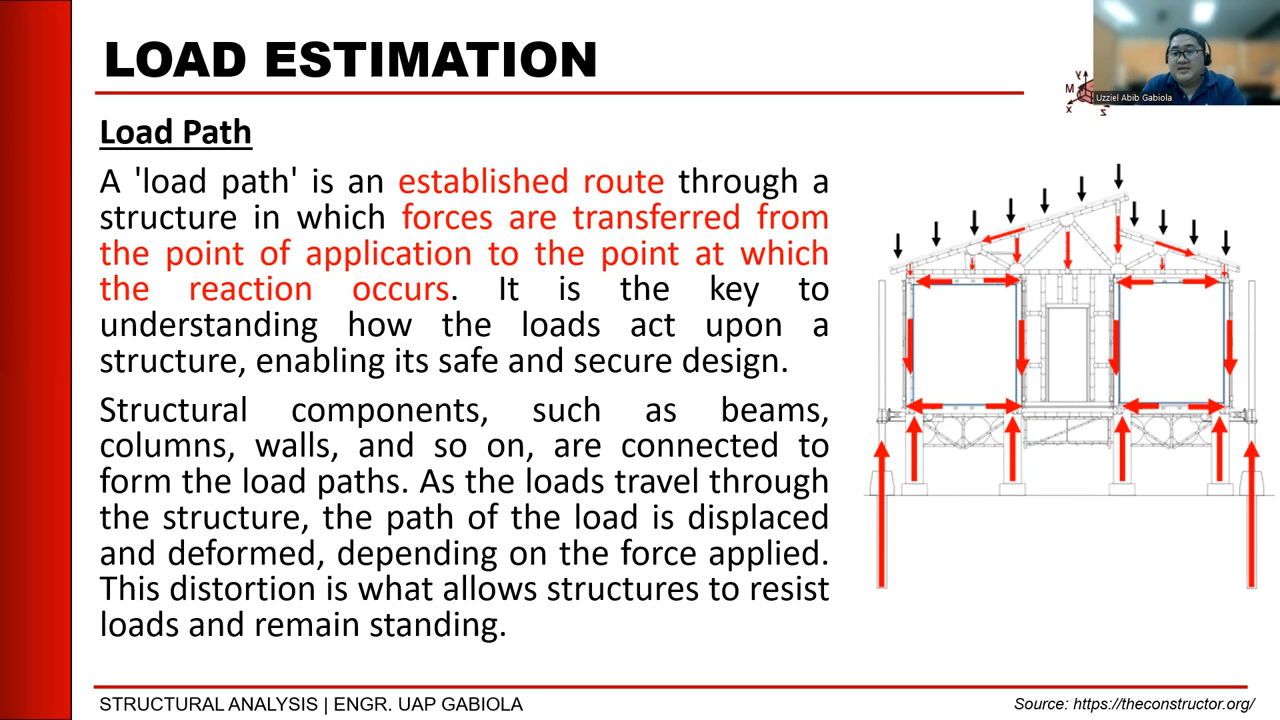 LOAD ESTIMATION
Y
M
X
Z
Uzziel Abib Gabiola
Load Path
A 'load path' is an established route through a
structure in which forces are transferred from
the point of application to the point at which
the reaction occurs. It is the key to
understanding how the loads act upon a
structure, enabling its safe and secure design.
Structural components, such as beams,
columns, walls, and so on, are connected to
form the load paths. As the loads travel through
the structure, the path of the load is displaced
and deformed, depending on the force applied.
This distortion is what allows structures to resist
loads and remain standing.
STRUCTURAL ANALYSIS | ENGR. UAP GABIOLA
Source: https://theconstructor.org/